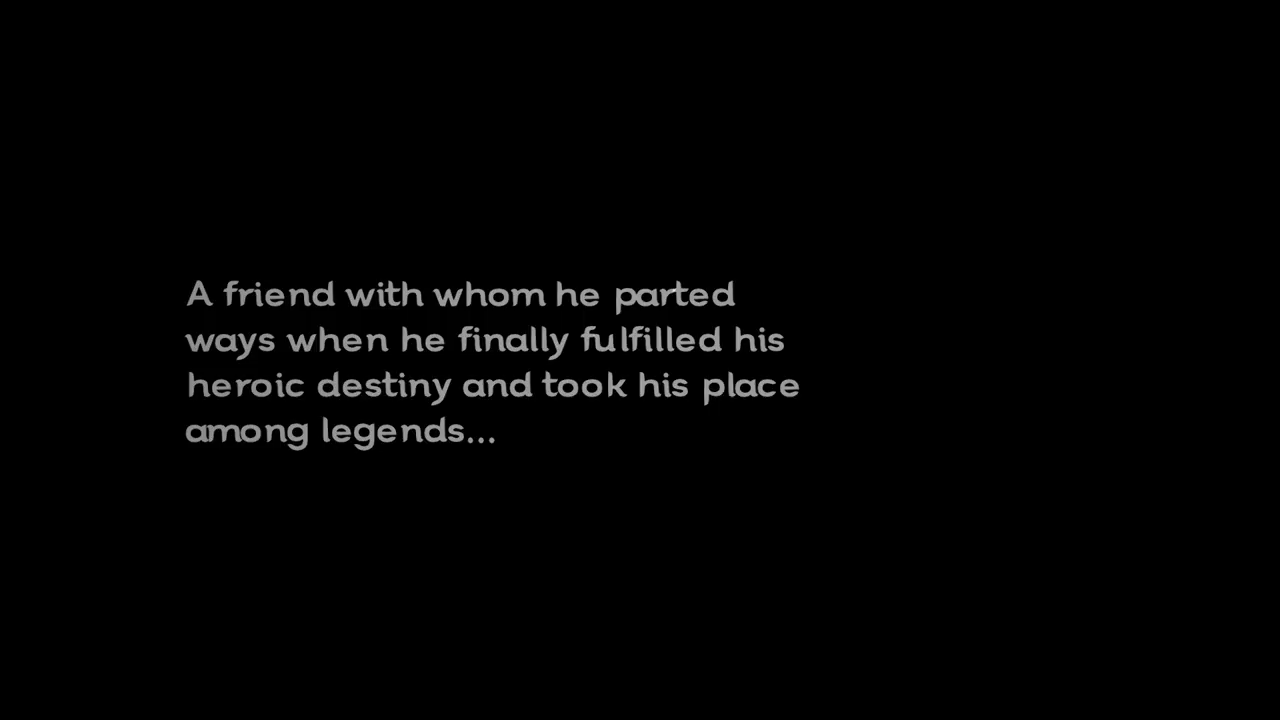 A friend with whom he parted
ways when he finally fulfilled his
heroic destiny and took his place
among legends...